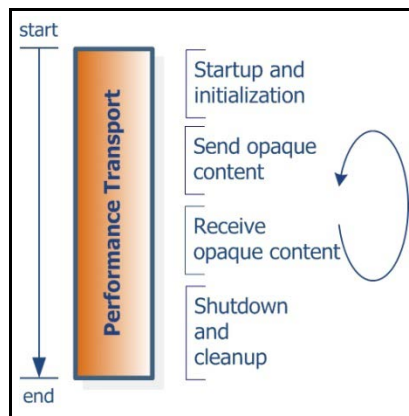 start
Performance Transport
Startup and
initialization
Send opaque
content
Receive
opaque content
Shutdown
and
cleanup
end